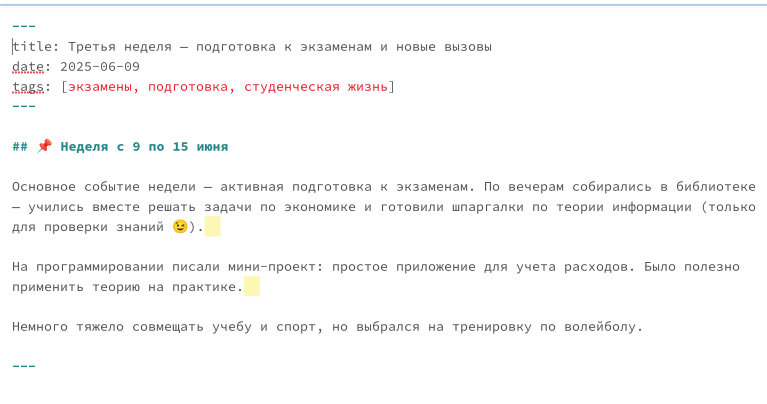 ---
title: Третья неделя — подготовка к экзаменам и новые вызовы
date: 2025-06-09
tags: [экзамены, подготовка, студенческая жизнь]
---
## 📌 Неделя с 9 по 15 июня
Основное событие недели — активная подготовка к экзаменам. По вечерам собирались в библиотеке
— учились вместе решать задачи по экономике и готовили шпаргалки по теории информации (только
для проверки знаний 😉).
На программировании писали мини-проект: простое приложение для учета расходов. Было полезно
применить теорию на практике.
Немного тяжело совмещать учебу и спорт, но выбрался на тренировку по волейболу.
---